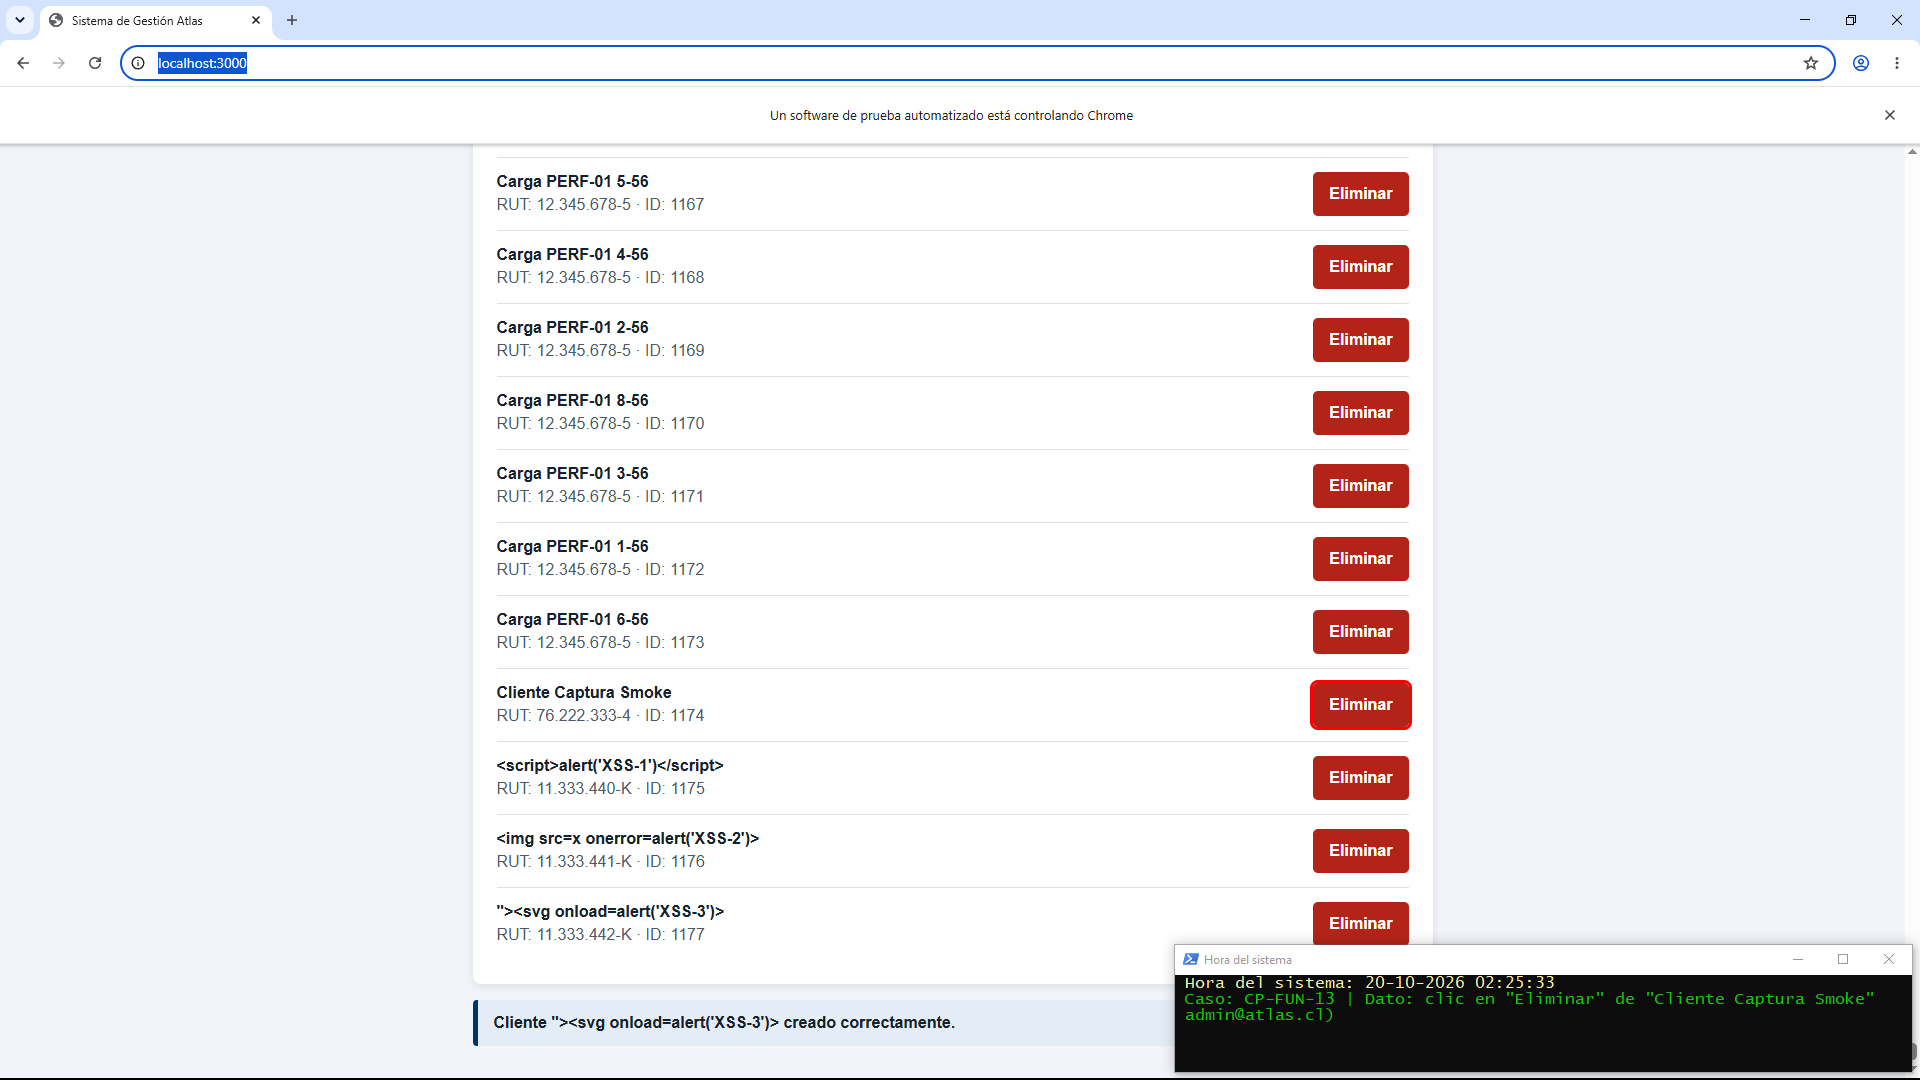 Sistema de Gestión Atlas
localhost:3000
Un software de prueba automatizado está controlando Chrome
Carga PERF-01 5-56
RUT: 12.345.678-5 · ID: 1167
Eliminar
Carga PERF-01 4-56
RUT: 12.345.678-5 · ID: 1168
Eliminar
Carga PERF-01 2-56
RUT: 12.345.678-5 · ID: 1169
Eliminar
Carga PERF-01 8-56
RUT: 12.345.678-5 · ID: 1170
Eliminar
Carga PERF-01 3-56
RUT: 12.345.678-5 · ID: 1171
Eliminar
Carga PERF-01 1-56
RUT: 12.345.678-5 · ID: 1172
Eliminar
Carga PERF-01 6-56
RUT: 12.345.678-5 · ID: 1173
Eliminar
Cliente Captura Smoke
RUT: 76.222.333-4 · ID: 1174
Eliminar
<script>alert('XSS-1')</script>
RUT: 11.333.440-K · ID: 1175
Eliminar
<img src=x onerror=alert('XSS-2')>
RUT: 11.333.441-K · ID: 1176
Eliminar
"><svg onload=alert('XSS-3')>
RUT: 11.333.442-K · ID: 1177
Eliminar
Cliente "><svg onload=alert('XSS-3')> creado correctamente.
Hora del sistema
Hora del sistema: 20-10-2026 02:25:33
Caso: CP-FUN-13 | Dato: clic en "Eliminar" de "Cliente Captura Smoke"
admin@atlas.cl)